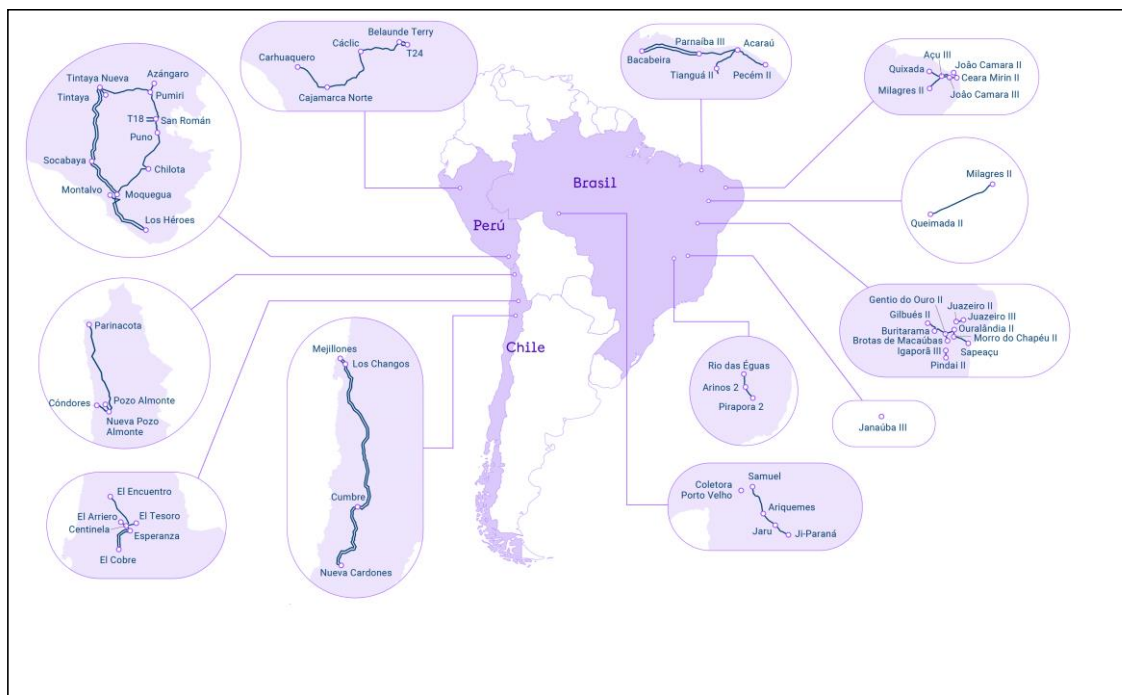 Belaunde Terry
Cáclic
T24
Carhuaquero
Cajamarca Norte
Parnaíba III
Acaraú
Bacabeira
Tianguá II
Pecém II
Açu III
João Camara II
Quixada
Ceara Mirin II
Milagres II
João Camara III
Azángaro
Tintaya Nueva
Tintaya
Pumiri
T18
San Román
Puno
Socabaya
Chilota
Montalvo
Moquegua
Los Héroes
Brasil
Perú
Chile
Milagres II
Queimada II
Gentio do Ouro II
Juazeiro II
Gilbués II
Juazeiro III
Buritarama
Ouralândia II
Brotas de Macaúbas
Morro do Chapéu II
Igaporã III
Sapeaçu
Pindai II
Parinacota
Cóndores
Pozo Almonte
Nueva Pozo
Almonte
Mejillones
Los Changos
Cumbre
Nueva Cardones
Rio das Éguas
Arinos 2
Pirapora 2
Janaúba III
El Encuentro
El Arriero
El Tesoro
Centinela
Esperanza
El Cobre
Samuel
Coletora
Porto Velho
Ariquemes
Jaru
Ji-Paraná